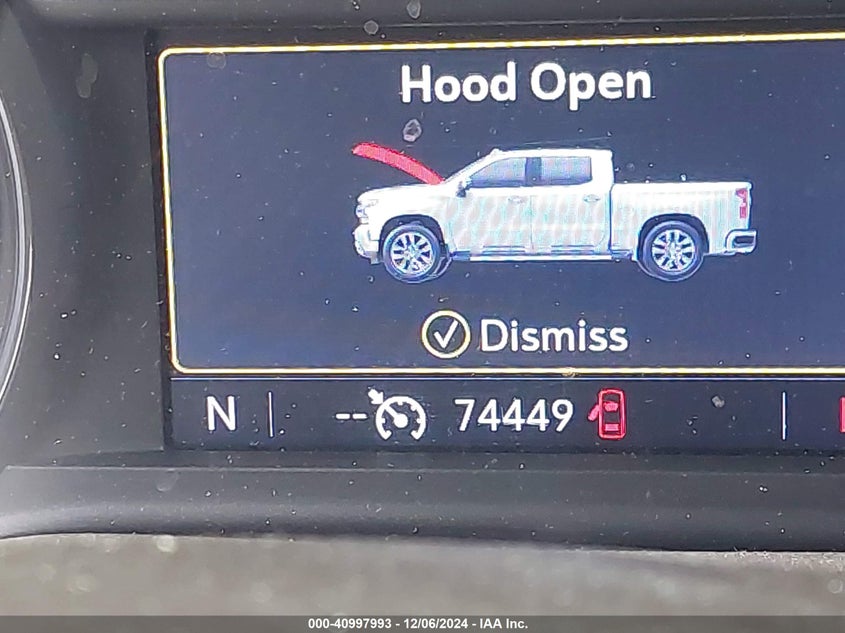 Hood Open
Dismiss
N
-- 74449
000-40997993 - 12/06/2024 - IAA Inc.